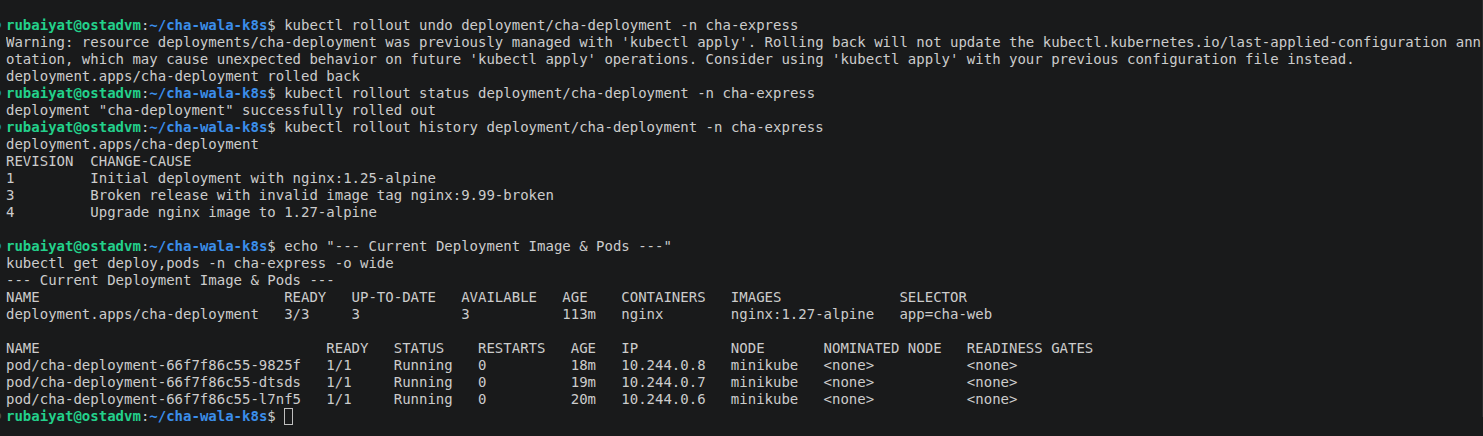 rubaiyat@ostadvm:~/cha-wala-k8s$ kubectl rollout undo deployment/cha-deployment -n cha-express
Warning: resource deployments/cha-deployment was previously managed with 'kubectl apply'. Rolling back will not update the kubectl.kubernetes.io/last-applied-configuration ann
otation, which may cause unexpected behavior on future 'kubectl apply' operations. Consider using 'kubectl apply' with your previous configuration file instead.
deployment.apps/cha-deployment rolled back
rubaiyat@ostadvm:~/cha-wala-k8s$ kubectl rollout status deployment/cha-deployment -n cha-express
deployment "cha-deployment" successfully rolled out
rubaiyat@ostadvm:~/cha-wala-k8s$ kubectl rollout history deployment/cha-deployment -n cha-express
deployment.apps/cha-deployment
REVISION  CHANGE-CAUSE
1         Initial deployment with nginx:1.25-alpine
3         Broken release with invalid image tag nginx:9.99-broken
4         Upgrade nginx image to 1.27-alpine

rubaiyat@ostadvm:~/cha-wala-k8s$ echo "--- Current Deployment Image & Pods ---"
kubectl get deploy,pods -n cha-express -o wide
--- Current Deployment Image & Pods ---
NAME                             READY   UP-TO-DATE   AVAILABLE   AGE    CONTAINERS   IMAGES              SELECTOR
deployment.apps/cha-deployment   3/3     3            3           113m   nginx        nginx:1.27-alpine   app=cha-web

NAME                                  READY   STATUS    RESTARTS   AGE   IP           NODE       NOMINATED NODE   READINESS GATES
pod/cha-deployment-66f7f86c55-9825f   1/1     Running   0          18m   10.244.0.8   minikube   <none>           <none>
pod/cha-deployment-66f7f86c55-dtsds   1/1     Running   0          19m   10.244.0.7   minikube   <none>           <none>
pod/cha-deployment-66f7f86c55-l7nf5   1/1     Running   0          20m   10.244.0.6   minikube   <none>           <none>
rubaiyat@ostadvm:~/cha-wala-k8s$